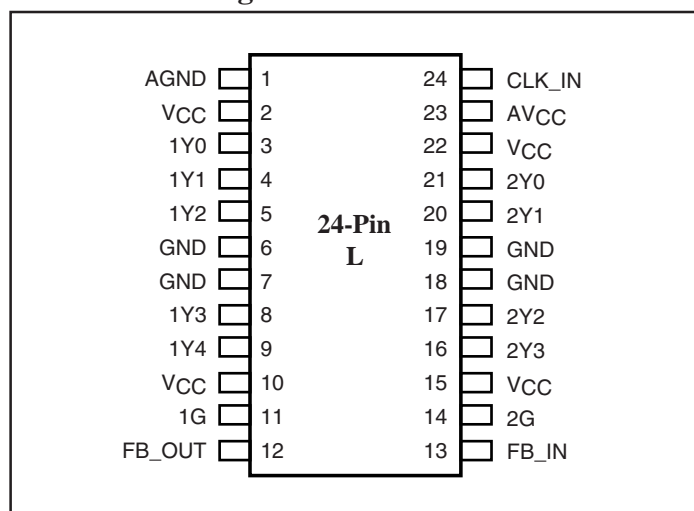 AGND 1 24 CLK_IN
VCC 2 23 AVCC
1Y0 3 22 VCC
1Y1 4 21 2Y0
1Y2 5 20 2Y1
24-Pin
L
GND 6 19 GND
GND 7 18 GND
1Y3 8 17 2Y2
1Y4 9 16 2Y3
VCC 10 15 VCC
1G 11 14 2G
FB_OUT 12 13 FB_IN